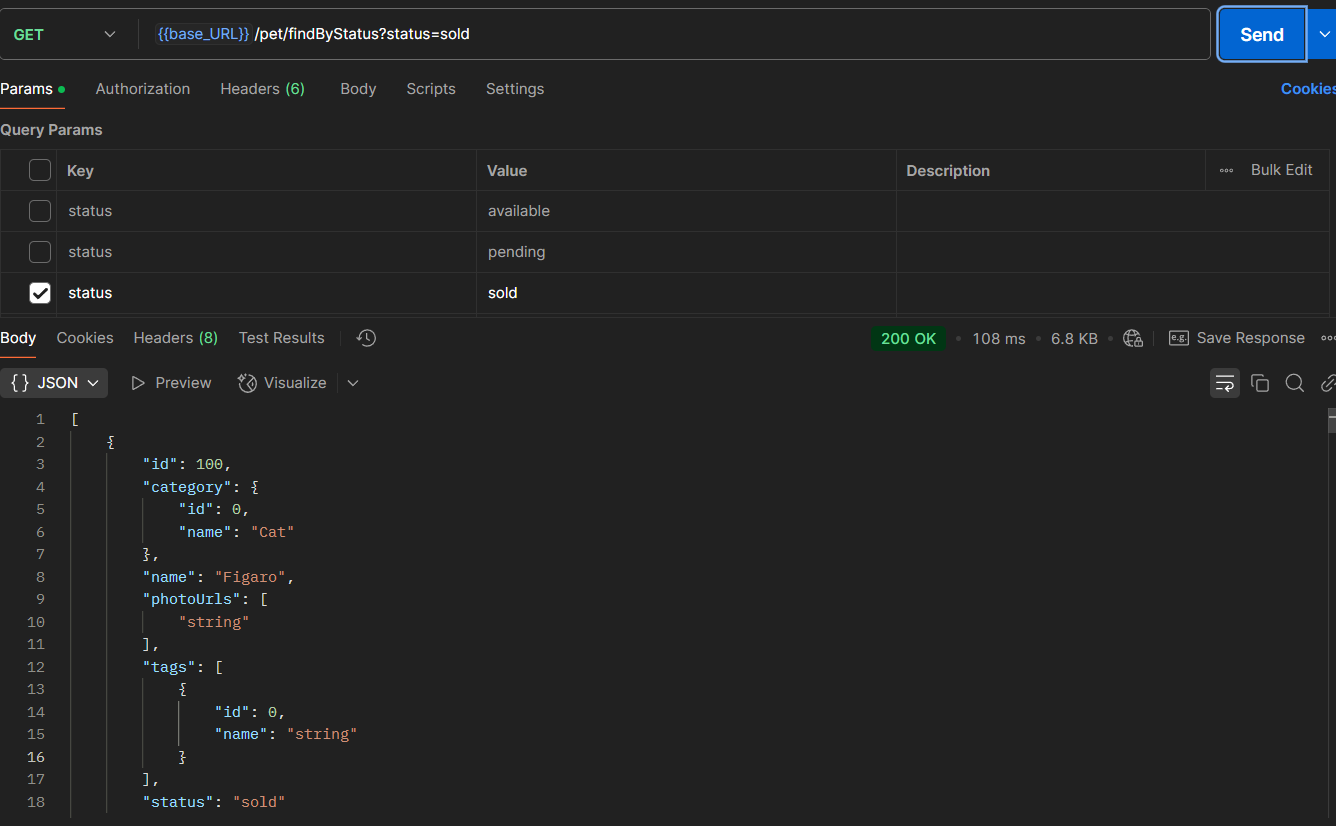 GET {{base_URL}} /pet/findByStatus?status=sold Send
Params Authorization Headers (6) Body Scripts Settings Cookies
Query Params
Key Value Description Bulk Edit
status available
status pending
status sold
Body Cookies Headers (8) Test Results 200 OK • 108 ms • 6.8 KB • e.g. Save Response
{} JSON Preview Visualize
1 [
2 {
3 "id": 100,
4 "category": {
5 "id": 0,
6 "name": "Cat"
7 },
8 "name": "Figaro",
9 "photoUrls": [
10 "string"
11 ],
12 "tags": [
13 {
14 "id": 0,
15 "name": "string"
16 }
17 ],
18 "status": "sold"